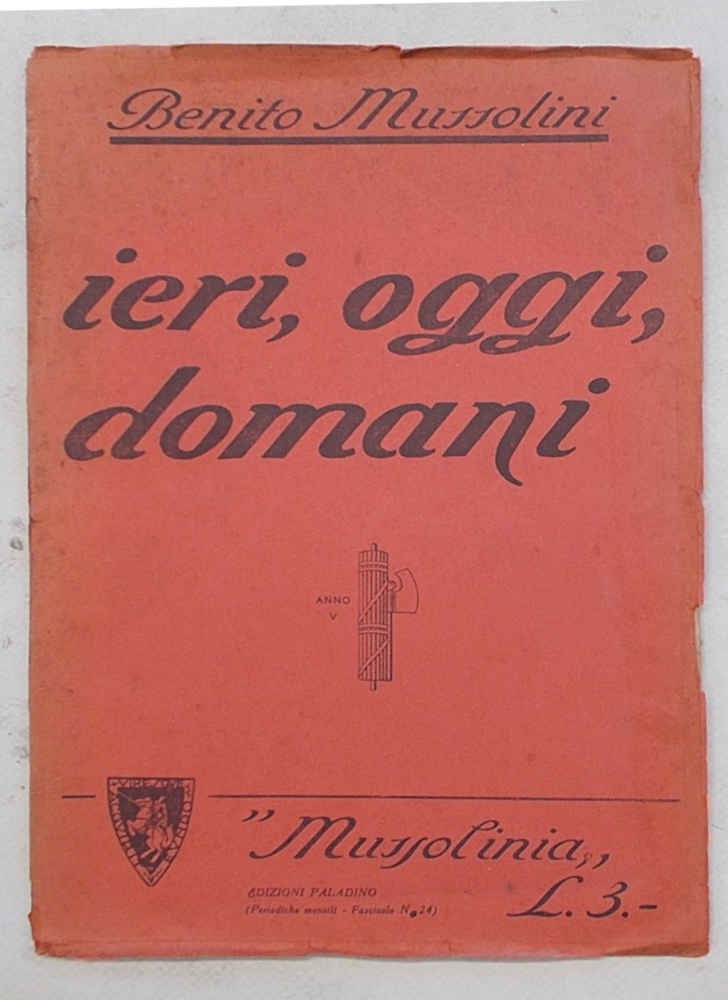 Benito Mussolini
ieri, oggi,
domani
ANNO
V
"Mussolinia„
EDIZIONI PALADINO
(Periodiche mensili - Fascicolo N. 24)
L. 3.-